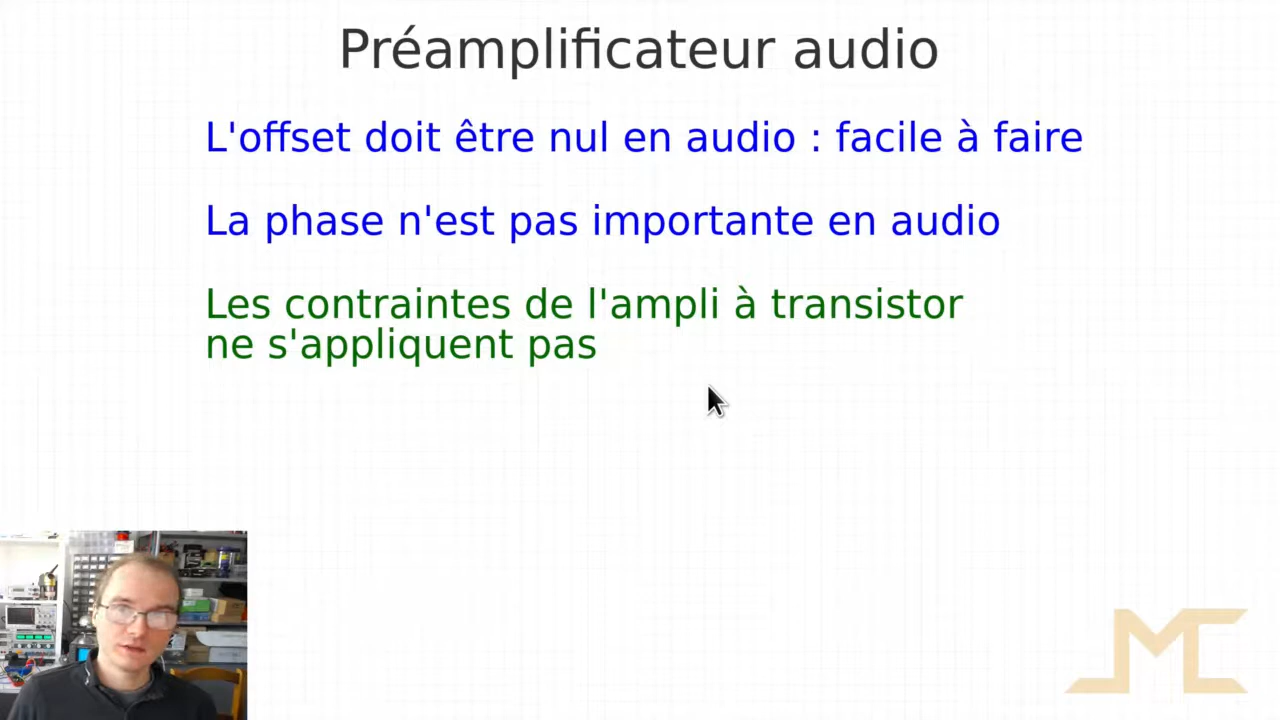 Préamplificateur audio
L'offset doit être nul en audio : facile à faire
La phase n'est pas importante en audio
Les contraintes de l'ampli à transistor
ne s'appliquent pas
MC